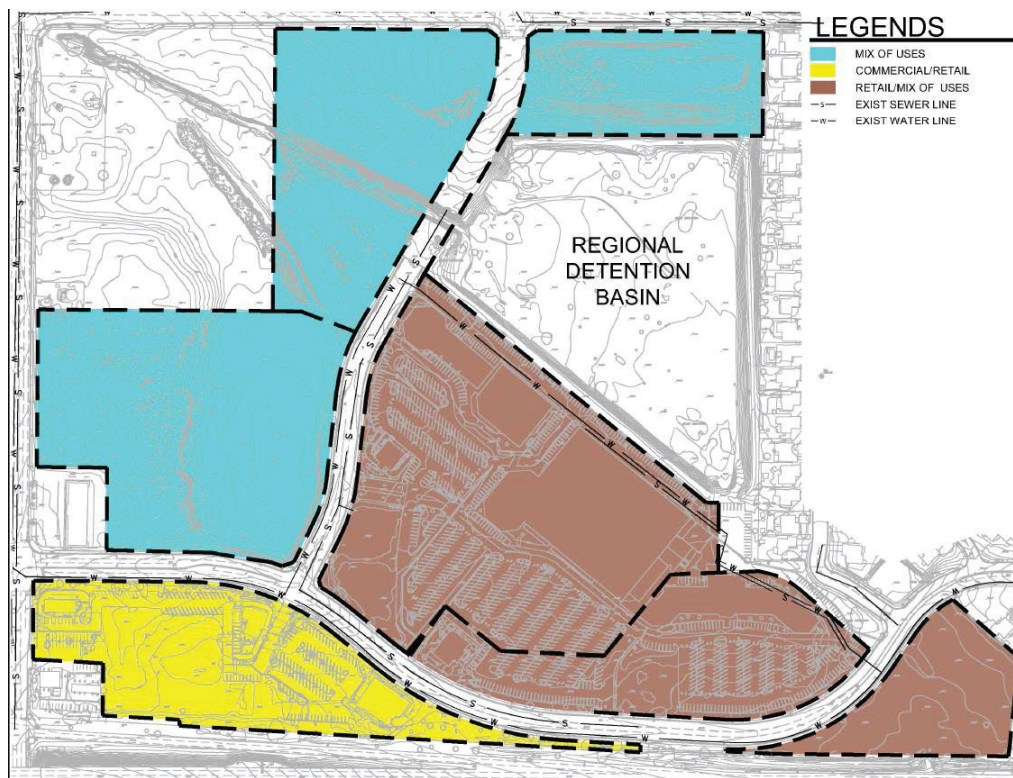 LEGENDS
MIX OF USES
COMMERCIAL/RETAIL
RETAIL/MIX OF USES
S EXIST SEWER LINE
W EXIST WATER LINE
REGIONAL
DETENTION
BASIN